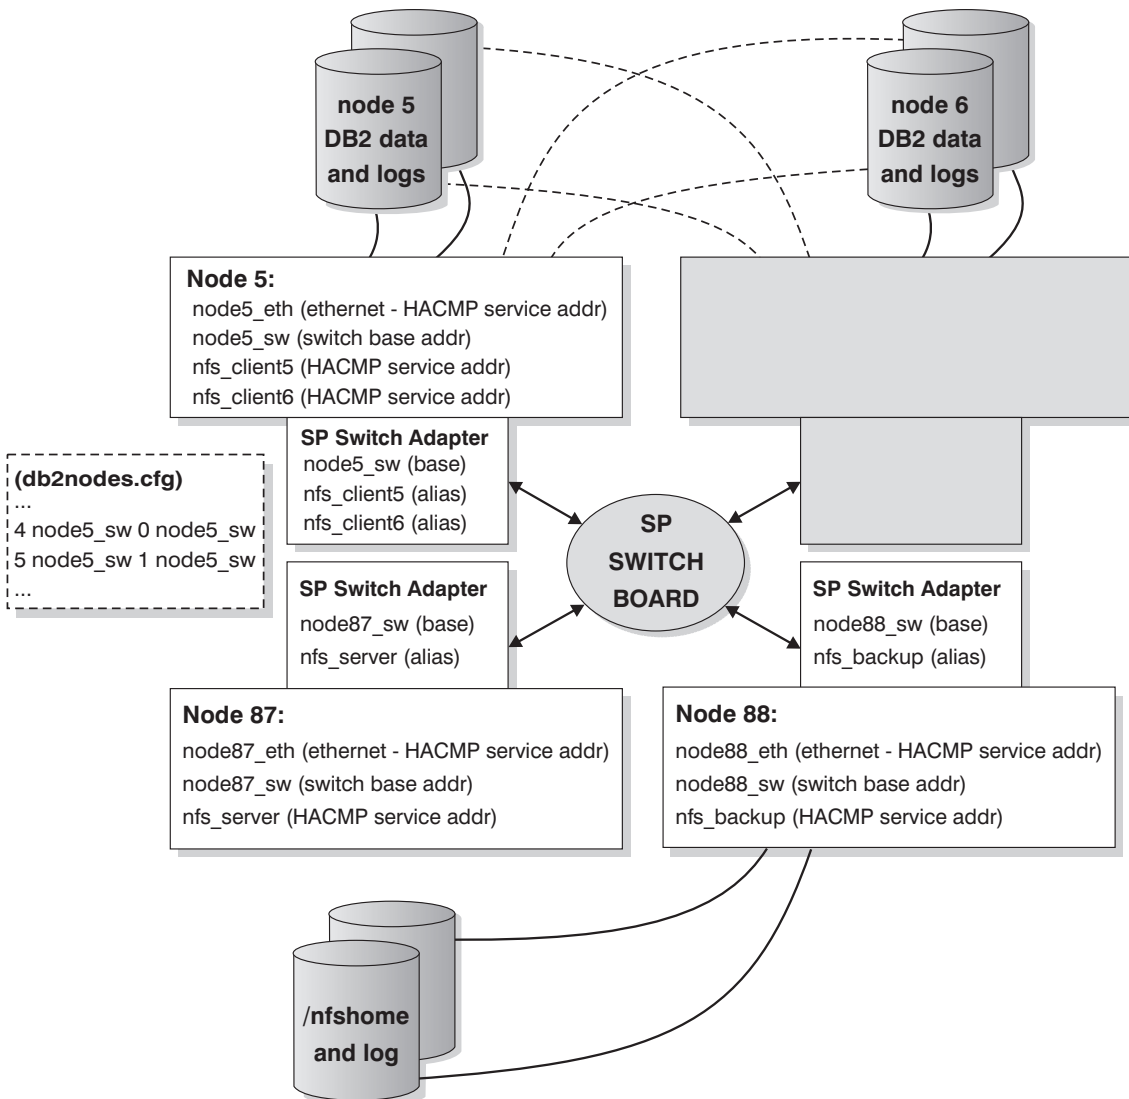 node 5
DB2 data
and logs
node 6
DB2 data
and logs
Node 5:
node5_eth (ethernet - HACMP service addr)
node5_sw (switch base addr)
nfs_client5 (HACMP service addr)
nfs_client6 (HACMP service addr)
SP Switch Adapter
node5_sw (base)
nfs_client5 (alias)
nfs_client6 (alias)
(db2nodes.cfg)
...
4 node5_sw 0 node5_sw
5 node5_sw 1 node5_sw
...
SP
SWITCH
BOARD
SP Switch Adapter
node87_sw (base)
nfs_server (alias)
SP Switch Adapter
node88_sw (base)
nfs_backup (alias)
Node 87:
node87_eth (ethernet - HACMP service addr)
node87_sw (switch base addr)
nfs_server (HACMP service addr)
Node 88:
node88_eth (ethernet - HACMP service addr)
node88_sw (switch base addr)
nfs_backup (HACMP service addr)
/nfshome
and log